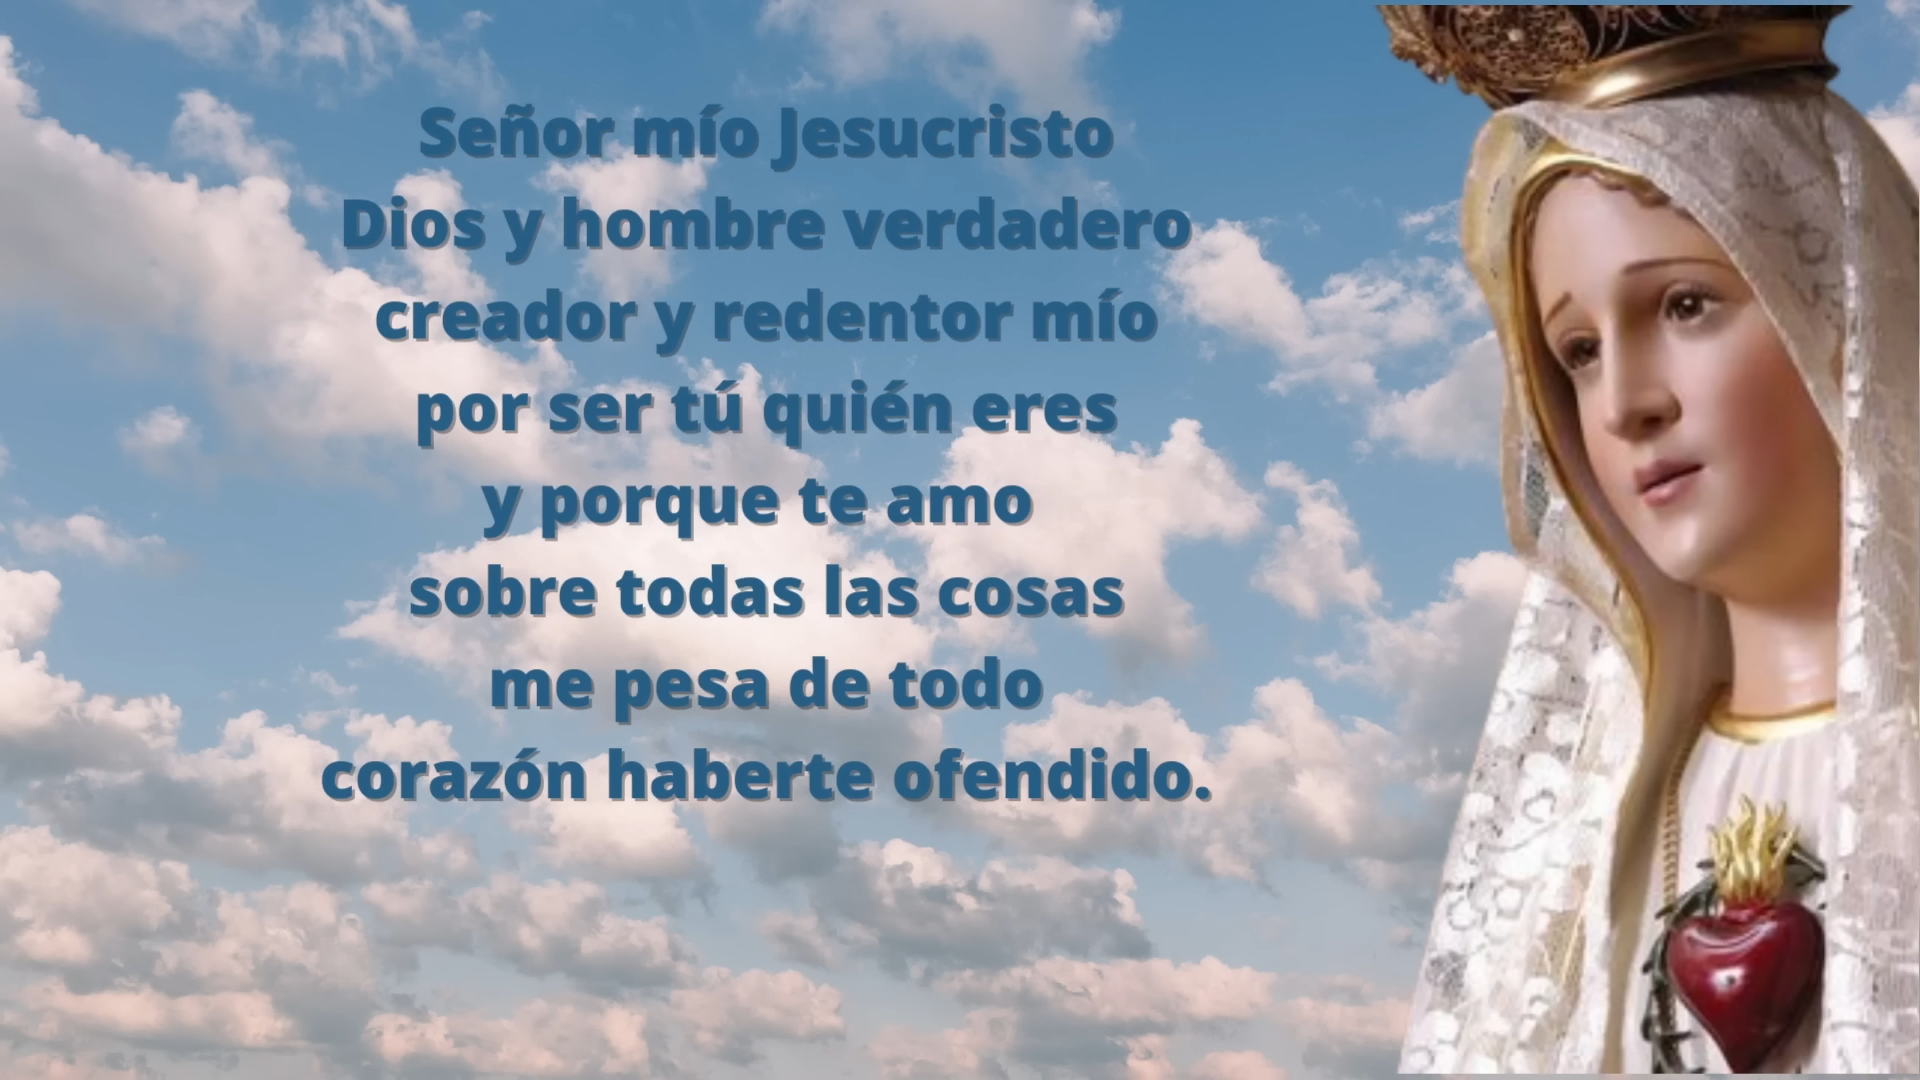 Señor mío Jesucristo
Dios y hombre verdadero
creador y redentor mío
por ser tú quién eres
y porque te amo
sobre todas las cosas
me pesa de todo
corazón haberte ofendido.